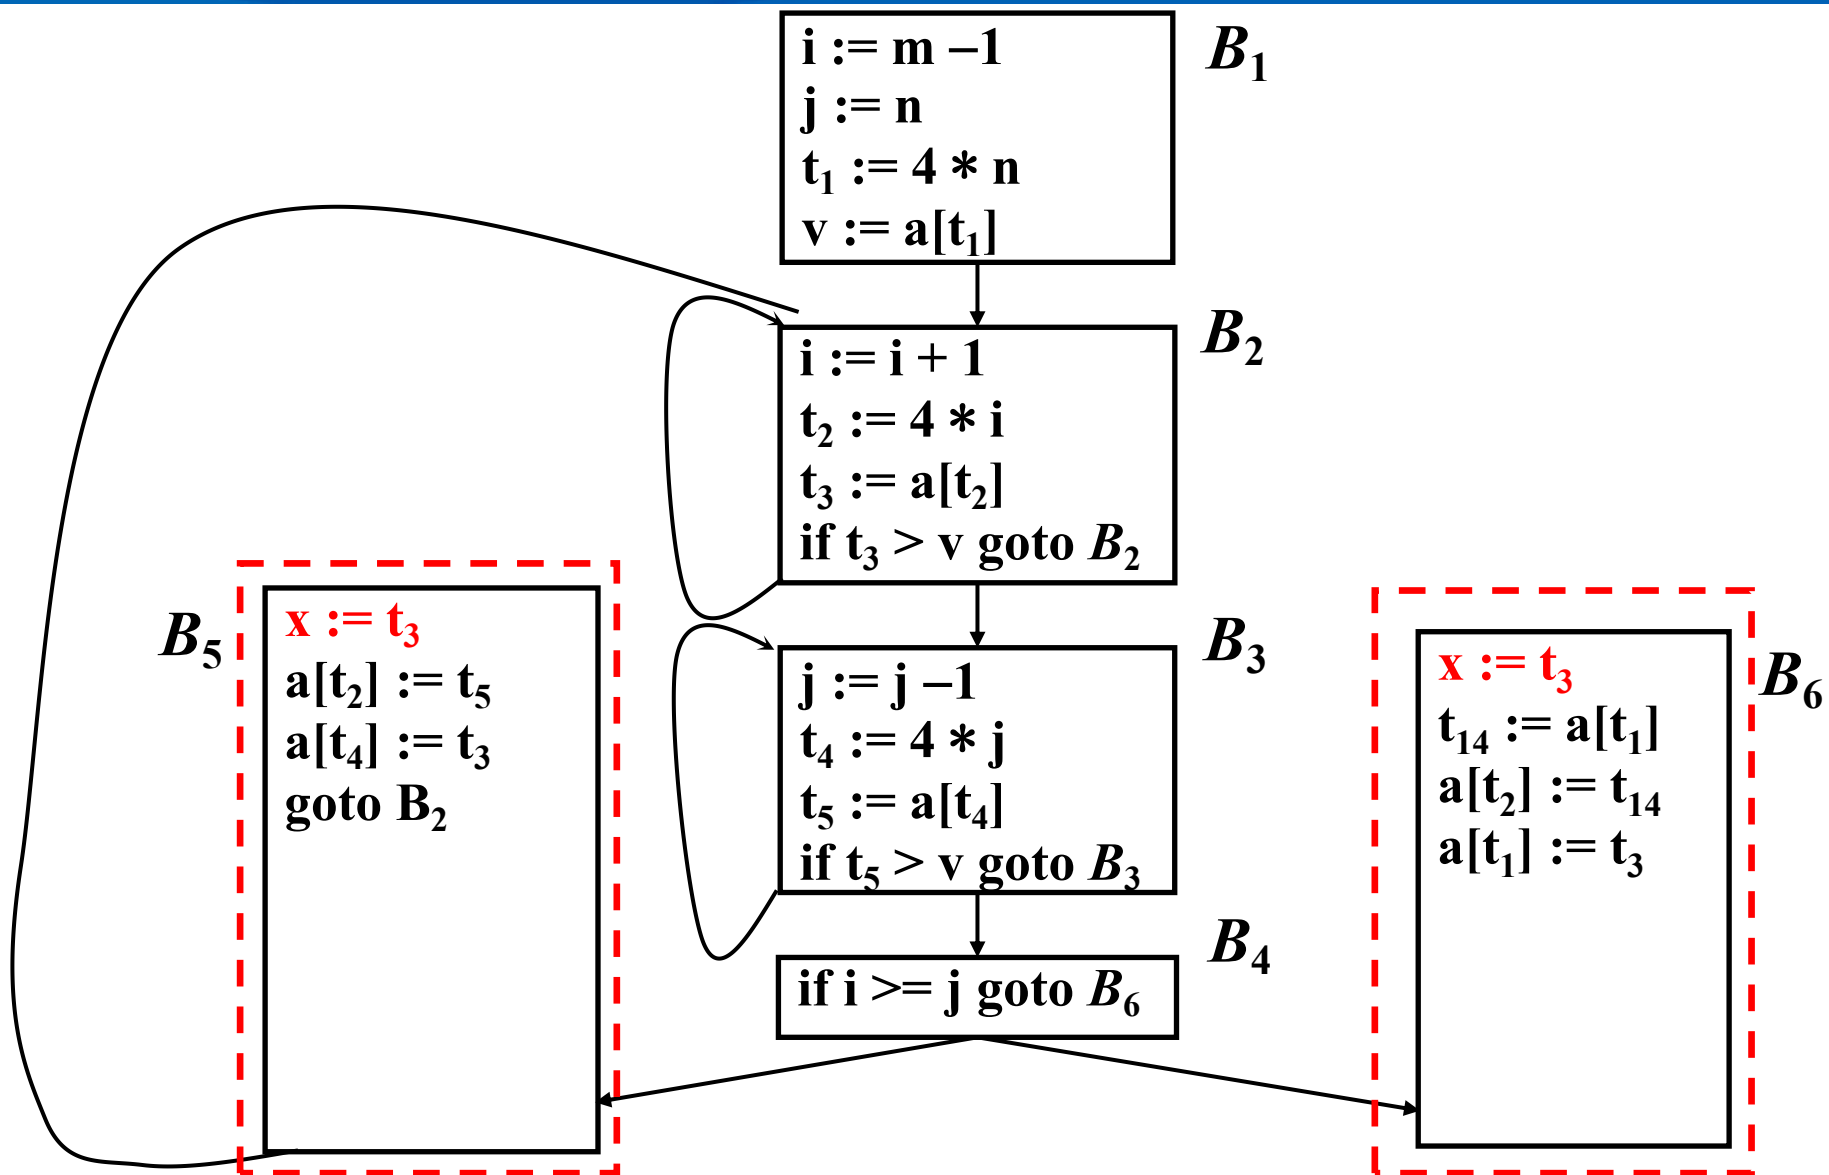 i := m –1
j := n
t₁ := 4 * n
v := a[t₁]
B₁
i := i + 1
t₂ := 4 * i
t₃ := a[t₂]
if t₃ > v goto B₂
B₂
j := j –1
t₄ := 4 * j
t₅ := a[t₄]
if t₅ > v goto B₃
B₃
if i >= j goto B₆
B₄
B₅
x := t₃
a[t₂] := t₅
a[t₄] := t₃
goto B₂
x := t₃
t₁₄ := a[t₁]
a[t₂] := t₁₄
a[t₁] := t₃
B₆